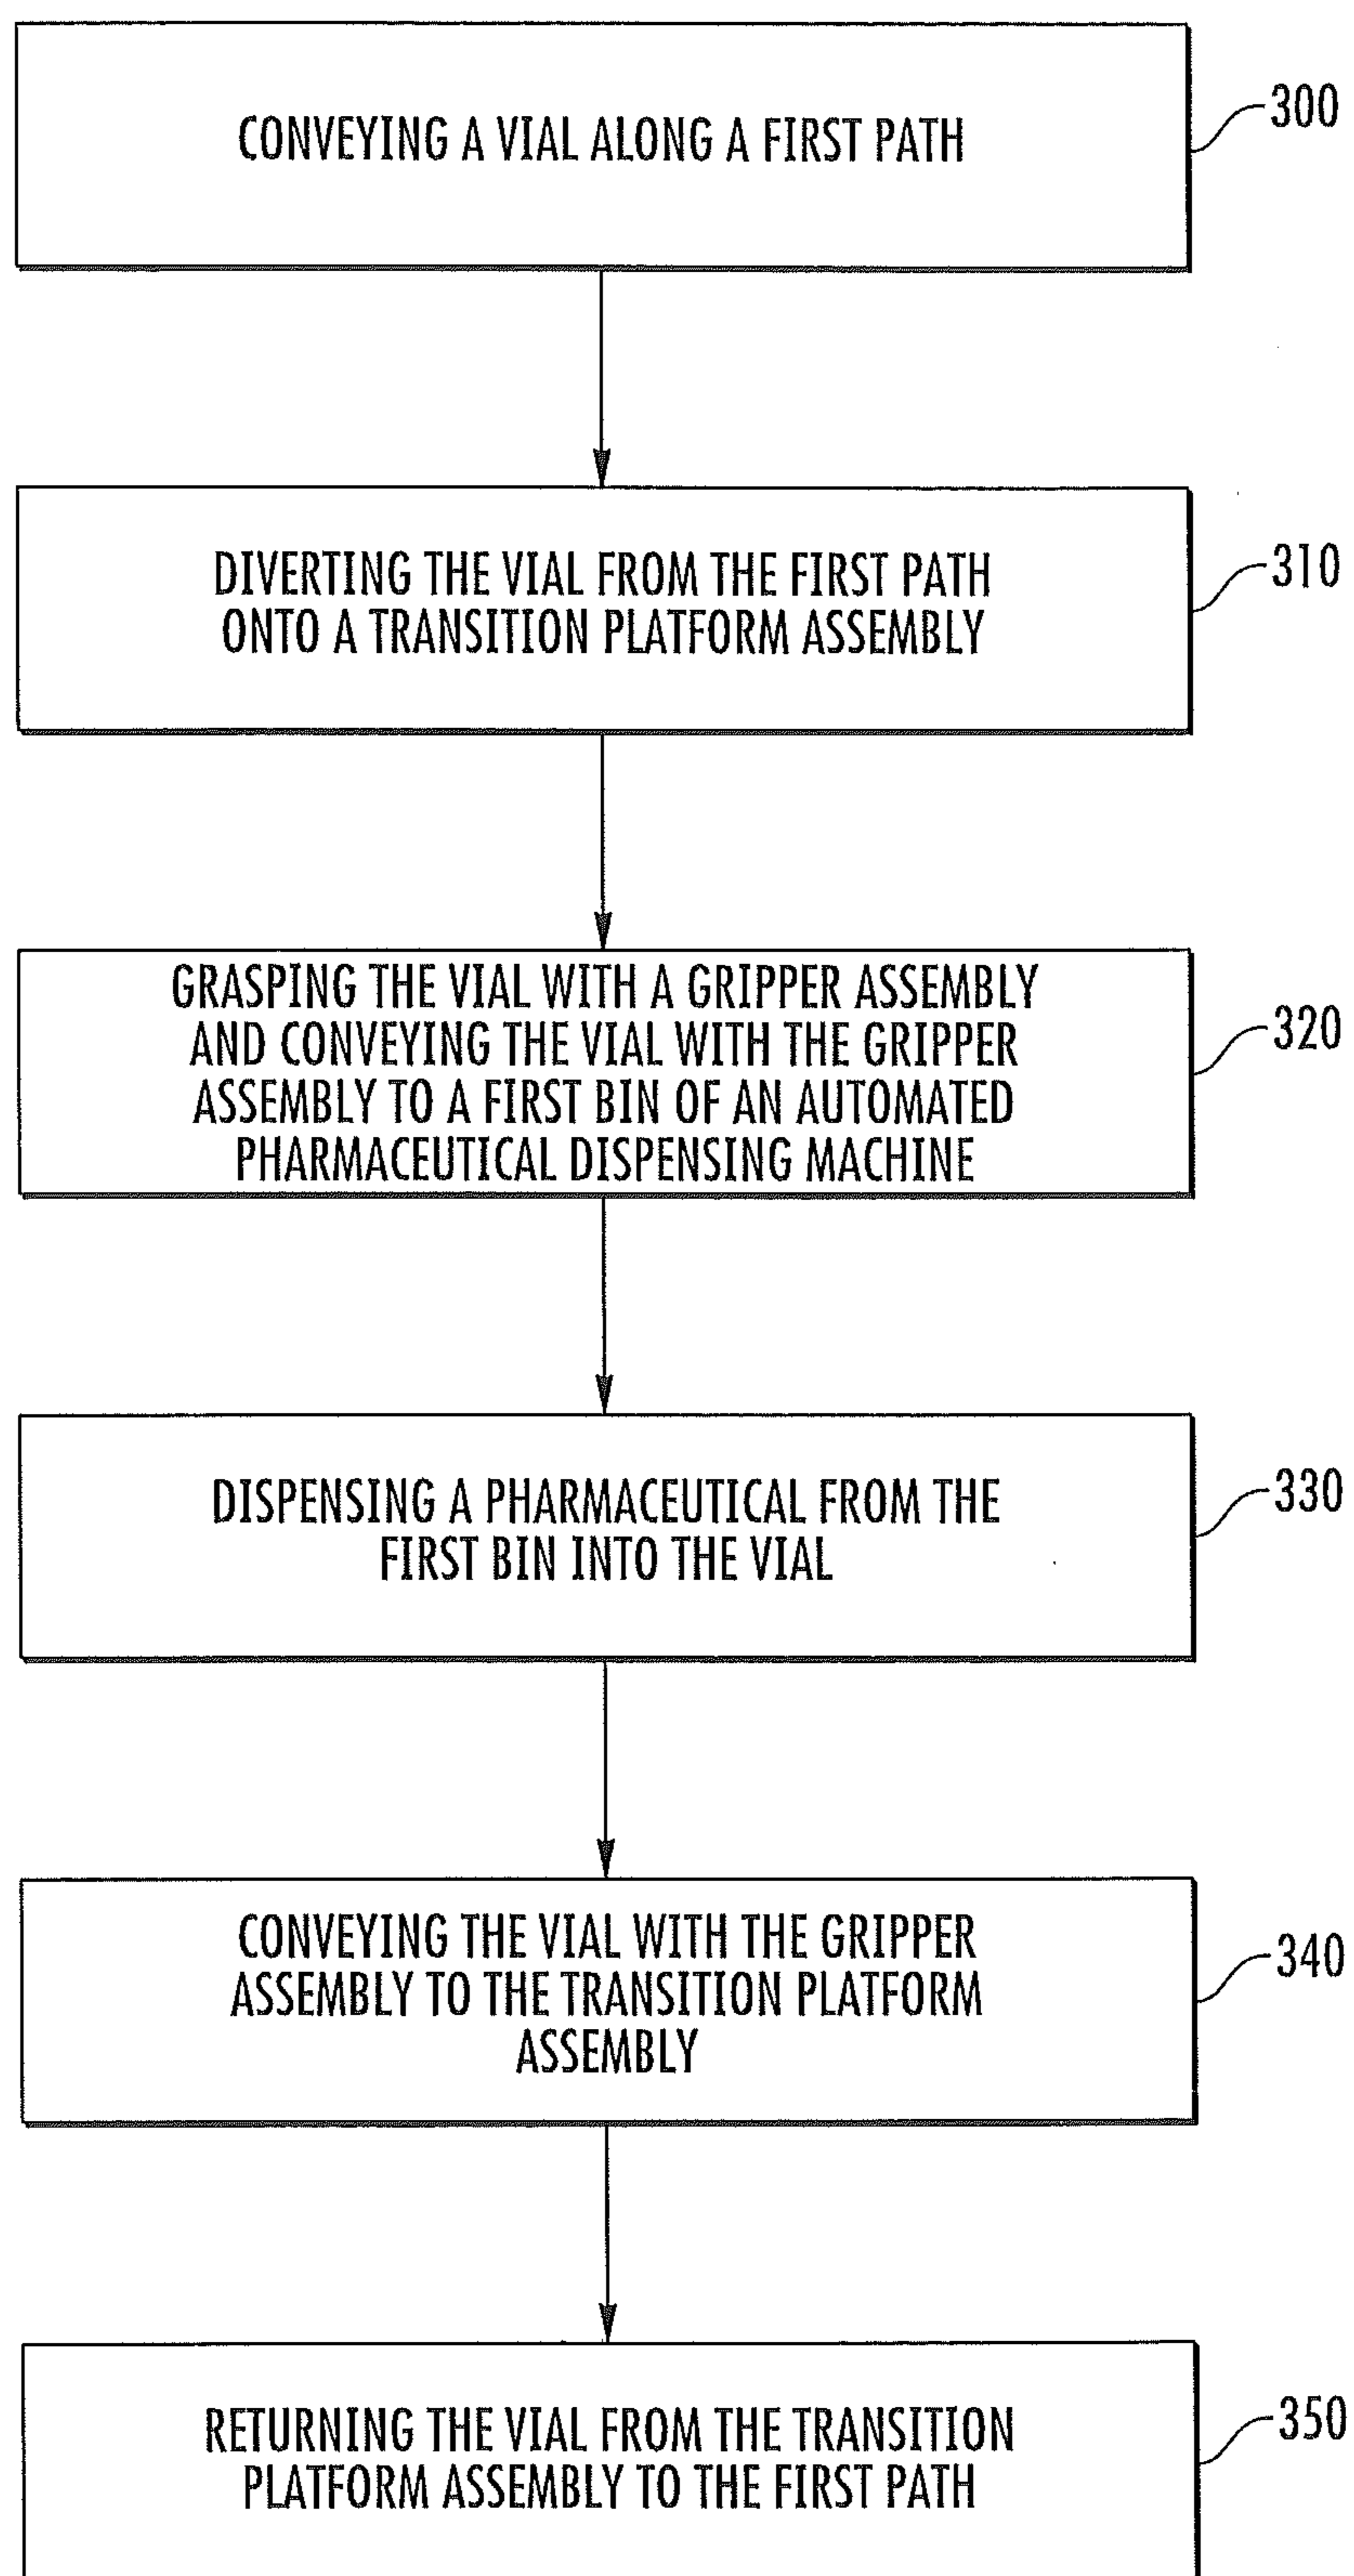 CONVEYING A VIAL ALONG A FIRST PATH
300
DIVERTING THE VIAL FROM THE FIRST PATH
ONTO A TRANSITION PLATFORM ASSEMBLY
310
GRASPING THE VIAL WITH A GRIPPER ASSEMBLY
AND CONVEYING THE VIAL WITH THE GRIPPER
ASSEMBLY TO A FIRST BIN OF AN AUTOMATED
PHARMACEUTICAL DISPENSING MACHINE
320
DISPENSING A PHARMACEUTICAL FROM THE
FIRST BIN INTO THE VIAL
330
CONVEYING THE VIAL WITH THE GRIPPER
ASSEMBLY TO THE TRANSITION PLATFORM
ASSEMBLY
340
RETURNING THE VIAL FROM THE TRANSITION
PLATFORM ASSEMBLY TO THE FIRST PATH
350